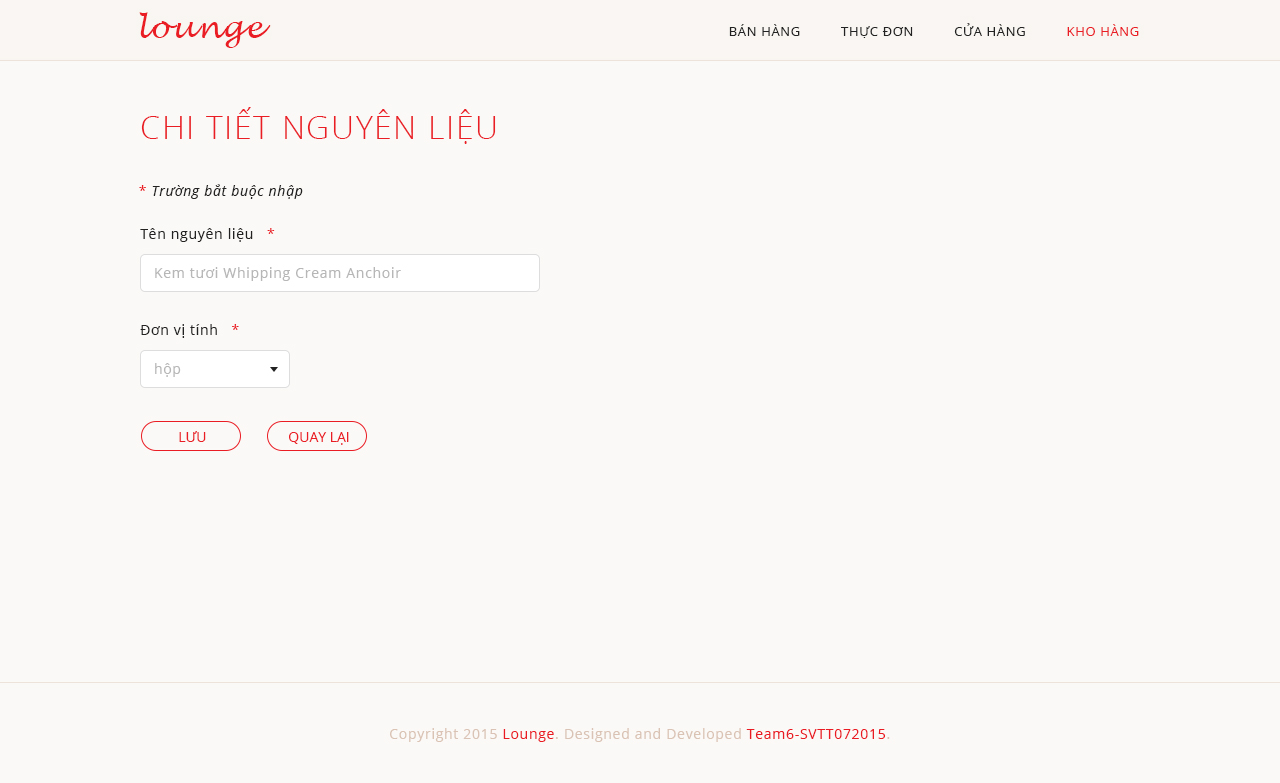 lounge
BÁN HÀNG THỰC ĐƠN CỬA HÀNG KHO HÀNG
CHI TIẾT NGUYÊN LIỆU
* Trường bắt buộc nhập
Tên nguyên liệu *
Kem tươi Whipping Cream Anchoir
Đơn vị tính *
hộp
LƯU QUAY LẠI
Copyright 2015 Lounge. Designed and Developed Team6-SVTT072015.